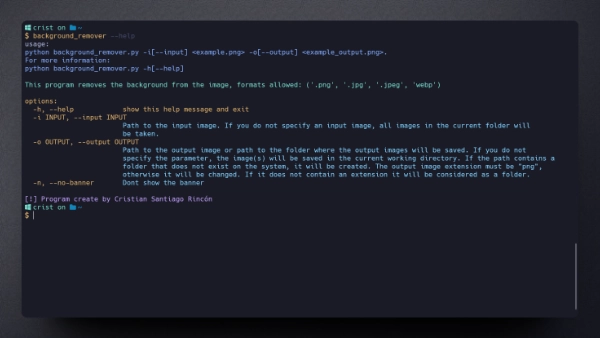 crist on ~
$ background_remover --help
usage:
python background_remover.py -i[--input] <example.png> -o[--output] <example_output.png>.
For more information:
python background_remover.py -h[--help]
This program removes the background from the image, formats allowed: ('.png', '.jpg', '.jpeg', 'webp')
options:
-h, --help show this help message and exit
-i INPUT, --input INPUT
Path to the input image. If you do not specify an input image, all images in the current folder will
be taken.
-o OUTPUT, --output OUTPUT
Path to the output image or path to the folder where the output images will be saved. If you do not
specify the parameter, the image(s) will be saved in the current working directory. If the path contains a
folder that does not exist on the system, it will be created. The output image extension must be "png",
otherwise it will be changed. If it does not contain an extension it will be considered as a folder.
-n, --no-banner Dont show the banner
[!] Program create by Cristian Santiago Rincón
crist on ~
$